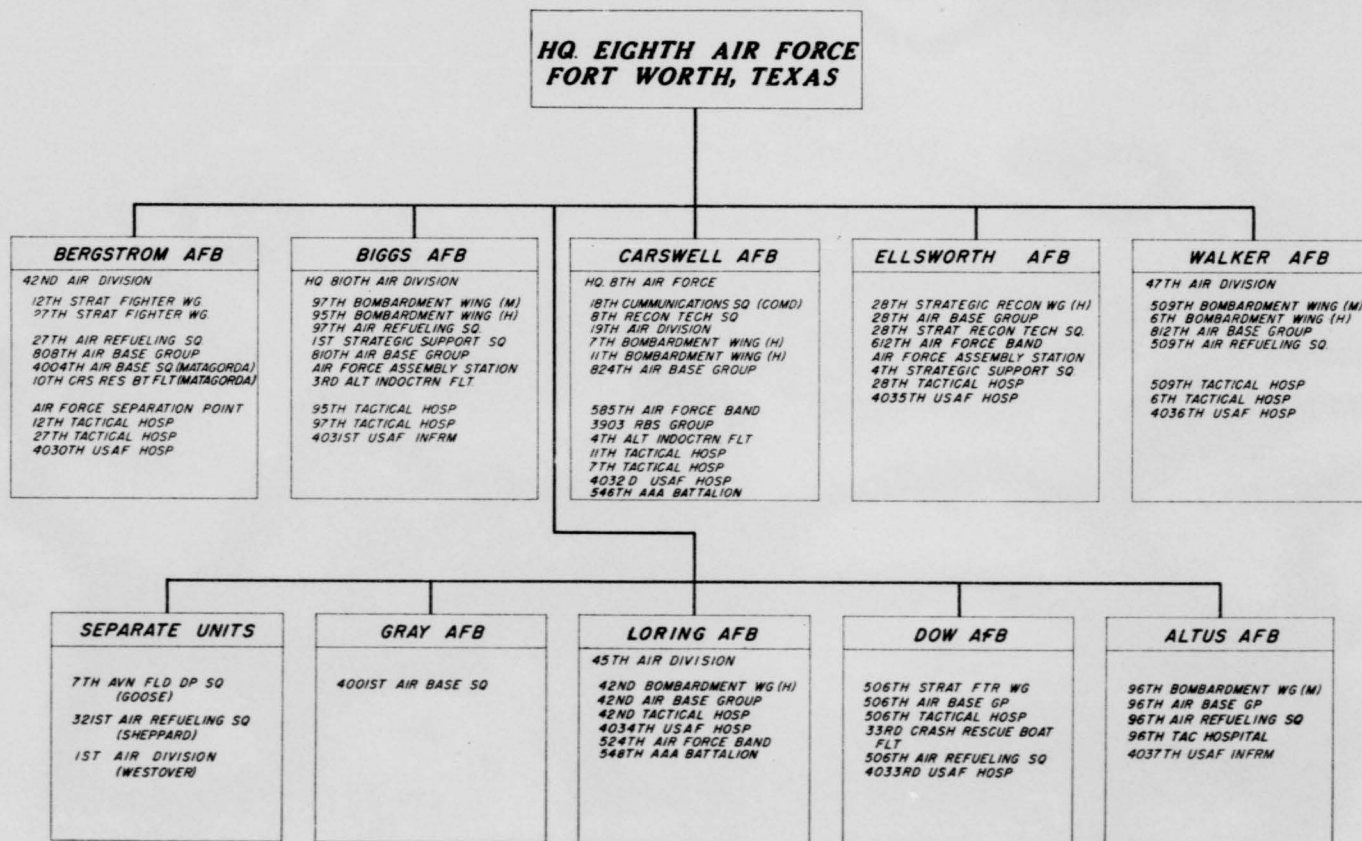 HQ. EIGHTH AIR FORCE
FORT WORTH, TEXAS
BERGSTROM AFB
42ND AIR DIVISION
12TH STRAT FIGHTER WG
27TH STRAT FIGHTER WG
27TH AIR REFUELING SQ
808TH AIR BASE GROUP
4004TH AIR BASE SQ (MATAGORDA)
10TH CRS RES BT FLT (MATAGORDA)
AIR FORCE SEPARATION POINT
12TH TACTICAL HOSP
27TH TACTICAL HOSP
4030TH USAF HOSP
BIGGS AFB
HQ 810TH AIR DIVISION
97TH BOMBARDMENT WING (M)
95TH BOMBARDMENT WING (H)
97TH AIR REFUELING SQ.
1ST STRATEGIC SUPPORT SQ
810TH AIR BASE GROUP
AIR FORCE ASSEMBLY STATION
3RD ALT INDOCTRN FLT.
95TH TACTICAL HOSP
97TH TACTICAL HOSP
4031ST USAF INFRM
CARSWELL AFB
HQ. 8TH AIR FORCE
18TH CUMMUNICATIONS SQ (COMD)
8TH RECON TECH SQ
19TH AIR DIVISION
7TH BOMBARDMENT WING (H)
11TH BOMBARDMENT WING (H)
824TH AIR BASE GROUP
585TH AIR FORCE BAND
3903 RBS GROUP
4TH ALT INDOCTRN FLT
11TH TACTICAL HOSP
7TH TACTICAL HOSP
4032D USAF HOSP
546TH AAA BATTALION
ELLSWORTH AFB
28TH STRATEGIC RECON WG (H)
28TH AIR BASE GROUP
28TH STRAT RECON TECH SQ.
612TH AIR FORCE BAND
AIR FORCE ASSEMBLY STATION
4TH STRATEGIC SUPPORT SQ
28TH TACTICAL HOSP
4035TH USAF HOSP
WALKER AFB
47TH AIR DIVISION
509TH BOMBARDMENT WING (M)
6TH BOMBARDMENT WING (H)
812TH AIR BASE GROUP
509TH AIR REFUELING SQ.
509TH TACTICAL HOSP
6TH TACTICAL HOSP
4036TH USAF HOSP
SEPARATE UNITS
7TH AVN FLD DP SQ
(GOOSE)
321ST AIR REFUELING SQ
(SHEPPARD)
1ST AIR DIVISION
(WESTOVER)
GRAY AFB
4001ST AIR BASE SQ
LORING AFB
45TH AIR DIVISION
42ND BOMBARDMENT WG (H)
42ND AIR BASE GROUP
42ND TACTICAL HOSP
4034TH USAF HOSP
524TH AIR FORCE BAND
548TH AAA BATTALION
DOW AFB
506TH STRAT FTR WG
506TH AIR BASE GP
506TH TACTICAL HOSP
33RD CRASH RESCUE BOAT
FLT
506TH AIR REFUELING SQ
4033RD USAF HOSP
ALTUS AFB
96TH BOMBARDMENT WG (M)
96TH AIR BASE GP
96TH AIR REFUELING SQ
96TH TAC HOSPITAL
4037TH USAF INFRM